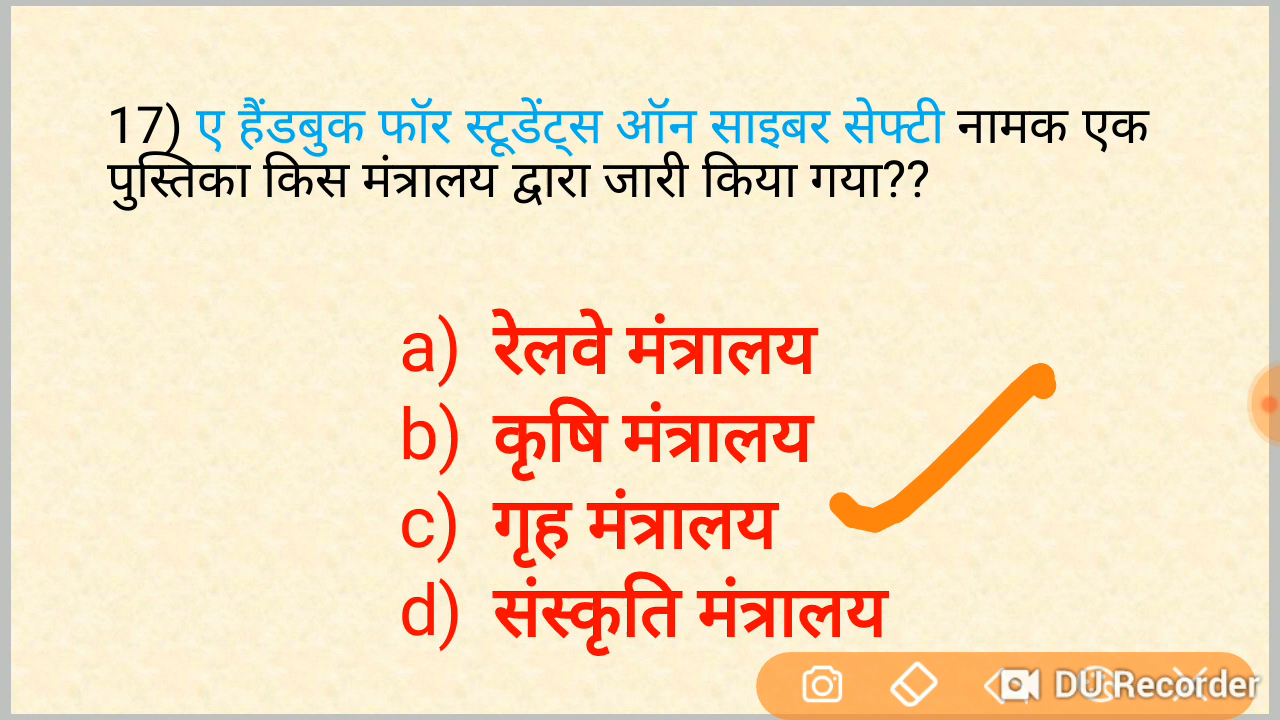 17) ए हैंडबुक फॉर स्टूडेंट्स ऑन साइबर सेफ्टी नामक एक
पुस्तिका किस मंत्रालय द्वारा जारी किया गया??
a) रेलवे मंत्रालय
b) कृषि मंत्रालय
c) गृह मंत्रालय
d) संस्कृति मंत्रालय
DU Recorder